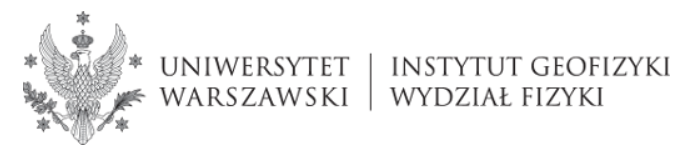 UNIWERSYTET
WARSZAWSKI
INSTYTUT GEOFIZYKI
WYDZIAŁ FIZYKI